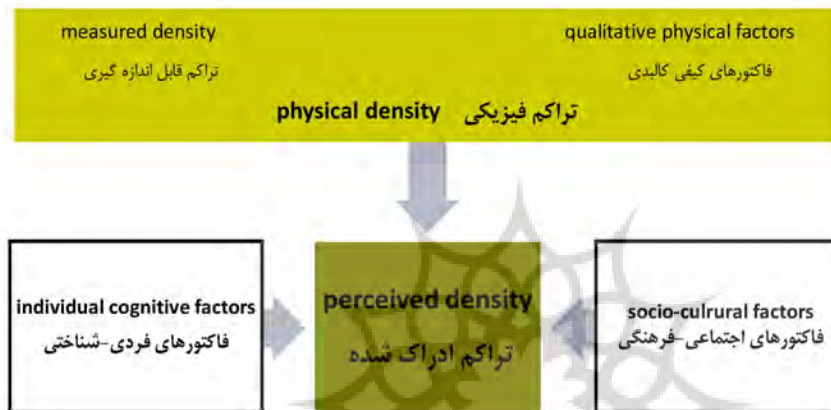 measured density
تراکم قابل اندازه گیری
qualitative physical factors
فاکتورهای کیفی کالبدی
physical density تراکم فیزیکی
individual cognitive factors
فاکتورهای فردی-شناختی
perceived density
تراکم ادراک شده
socio-culrural factors
فاکتورهای اجتماعی-فرهنگی